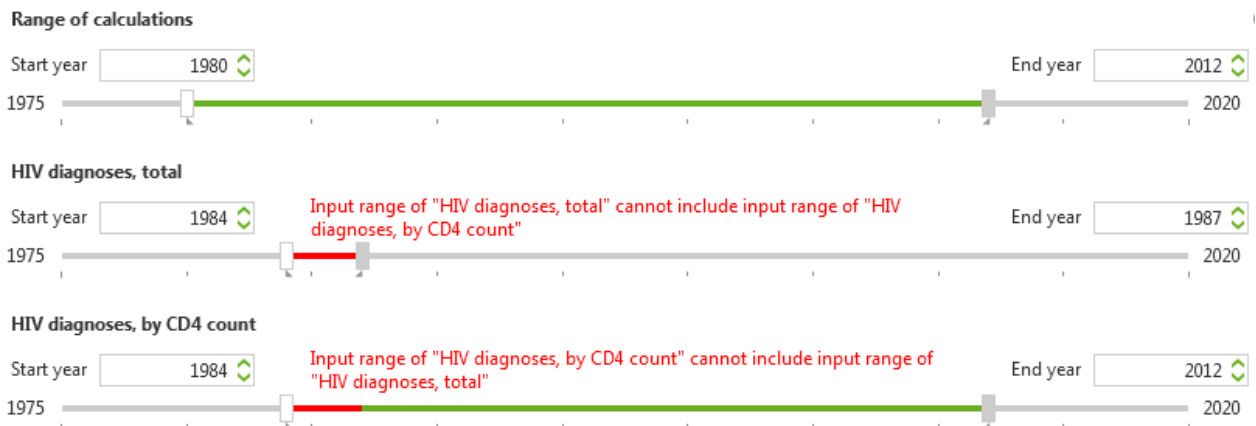 Range of calculations
Start year 1980 End year 2012
1975 2020
HIV diagnoses, total
Start year 1984 Input range of "HIV diagnoses, total" cannot include input range of "HIV diagnoses, by CD4 count" End year 1987
1975 2020
HIV diagnoses, by CD4 count
Start year 1984 Input range of "HIV diagnoses, by CD4 count" cannot include input range of "HIV diagnoses, total" End year 2012
1975 2020